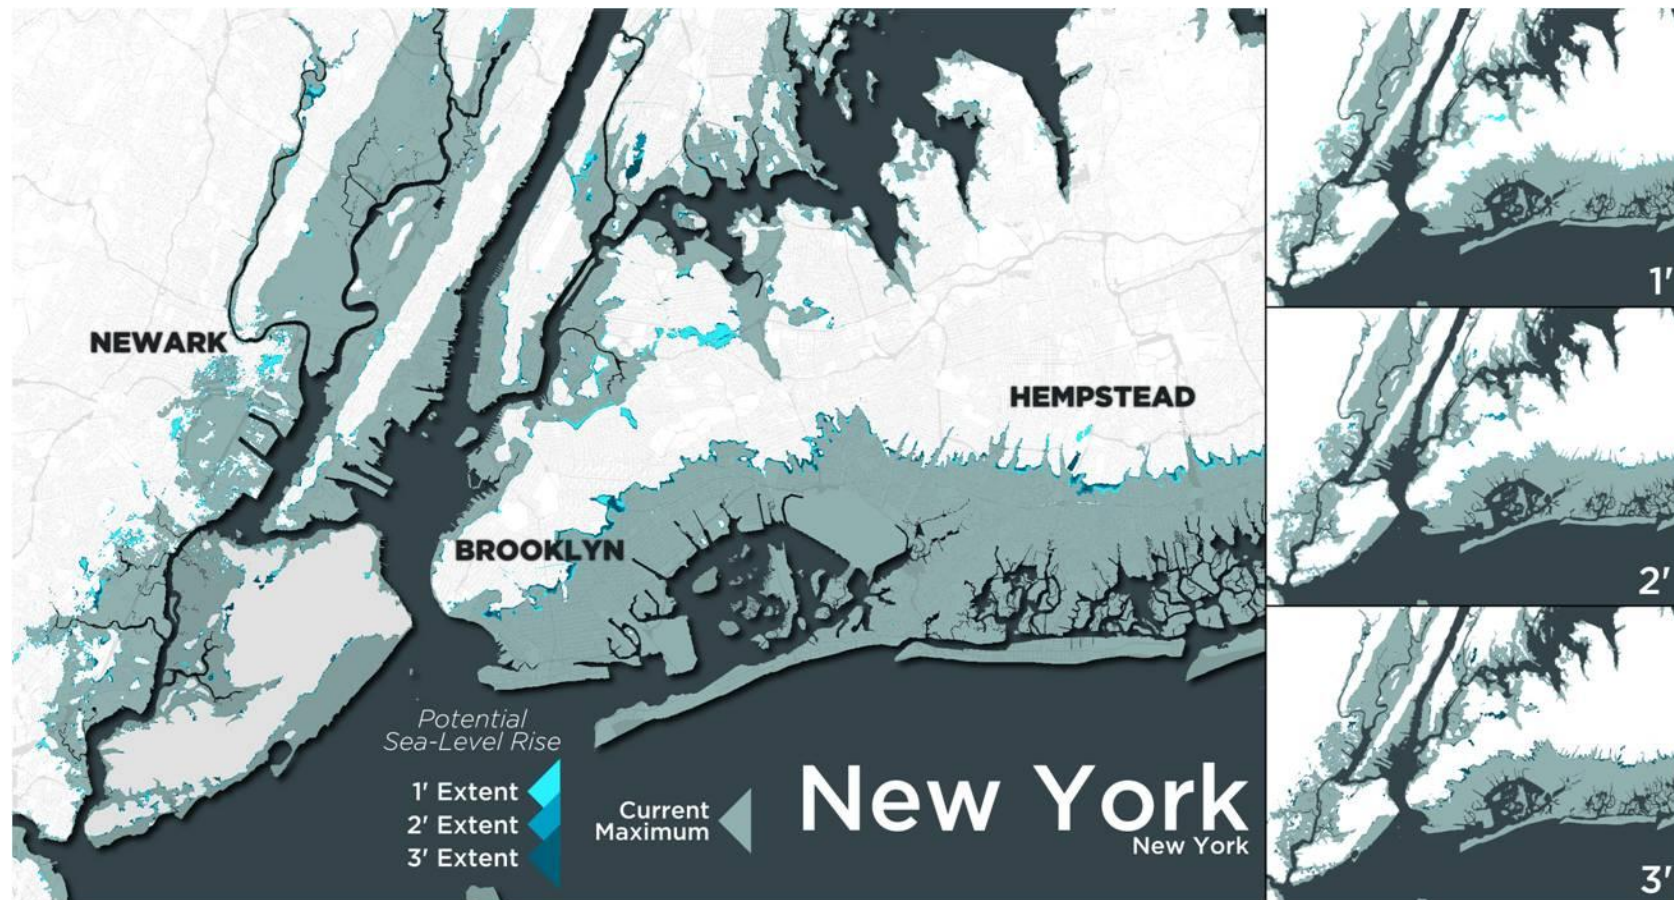 NEWARK
HEMPSTEAD
BROOKLYN
Potential
Sea-Level Rise
1' Extent
2' Extent
3' Extent
Current
Maximum
New York
New York
1'
2'
3'